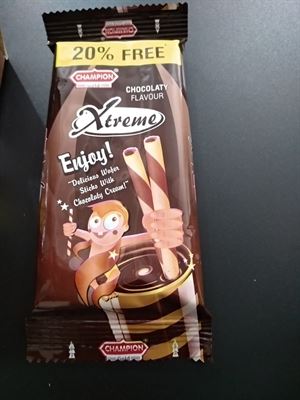 20% FREE*
CHAMPION
CHOCOLATY
FLAVOUR
Xtreme
Enjoy!
"Delicious Wafer
Sticks With
Chocolaty Cream!"
CHAMPION